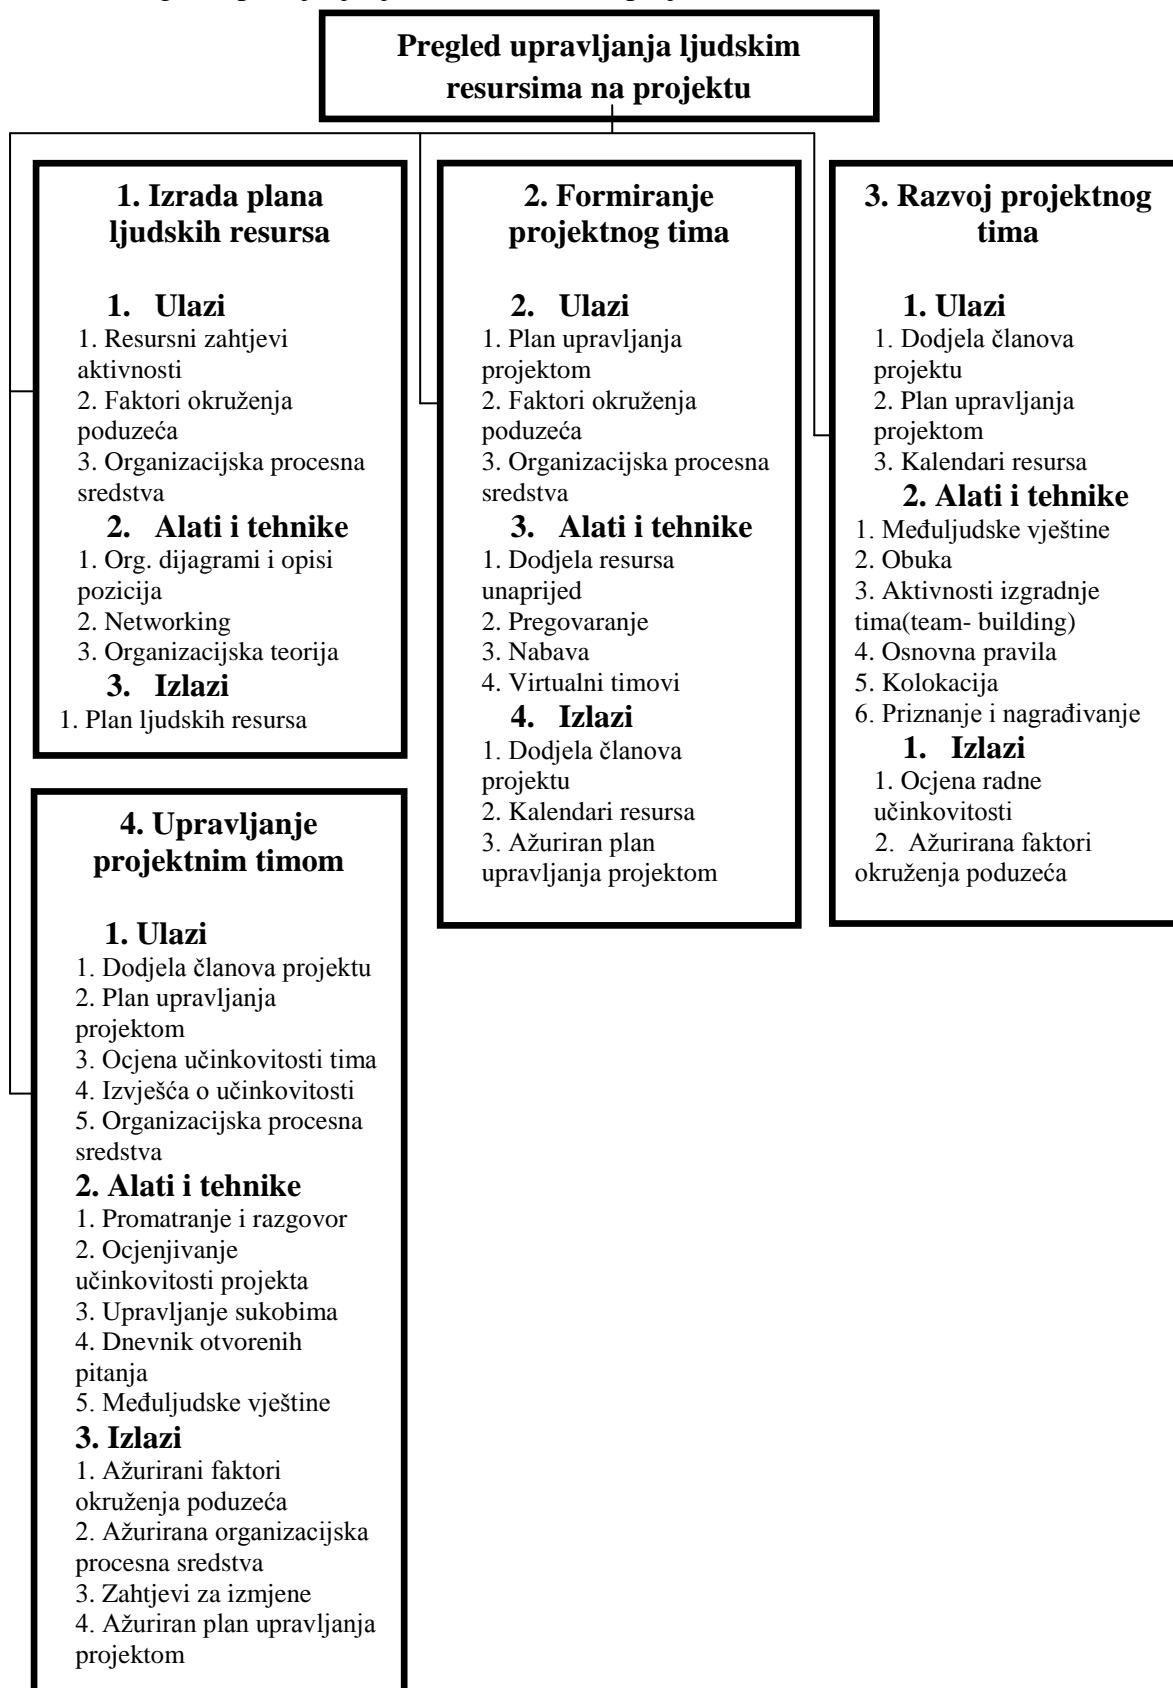 Pregled upravljanja ljudskim
resursima na projektu
1. Izrada plana
ljudskih resursa
1. Ulazi
1. Resursni zahtjevi
aktivnosti
2. Faktori okruženja
poduzeća
3. Organizacijska procesna
sredstva
2. Alati i tehnike
1. Org. dijagrami i opisi
pozicija
2. Networking
3. Organizacijska teorija
3. Izlazi
1. Plan ljudskih resursa
2. Formiranje
projektnog tima
2. Ulazi
1. Plan upravljanja
projektom
2. Faktori okruženja
poduzeća
3. Organizacijska procesna
sredstva
3. Alati i tehnike
1. Dodjela resursa
unaprijed
2. Pregovaranje
3. Nabava
4. Virtualni timovi
4. Izlazi
1. Dodjela članova
projektu
2. Kalendari resursa
3. Ažuriran plan
upravljanja projektom
3. Razvoj projektnog
tima
1. Ulazi
1. Dodjela članova
projektu
2. Plan upravljanja
projektom
3. Kalendari resursa
2. Alati i tehnike
1. Međuljudske vještine
2. Obuka
3. Aktivnosti izgradnje
tima(team- building)
4. Osnovna pravila
5. Kolokacija
6. Priznanje i nagrađivanje
1. Izlazi
1. Ocjena radne
učinkovitosti
2. Ažurirana faktori
okruženja poduzeća
4. Upravljanje
projektnim timom
1. Ulazi
1. Dodjela članova projektu
2. Plan upravljanja
projektom
3. Ocjena učinkovitosti tima
4. Izvješća o učinkovitosti
5. Organizacijska procesna
sredstva
2. Alati i tehnike
1. Promatranje i razgovor
2. Ocjenjivanje
učinkovitosti projekta
3. Upravljanje sukobima
4. Dnevnik otvorenih
pitanja
5. Međuljudske vještine
3. Izlazi
1. Ažurirani faktori
okruženja poduzeća
2. Ažurirana organizacijska
procesna sredstva
3. Zahtjevi za izmjene
4. Ažuriran plan upravljanja
projektom